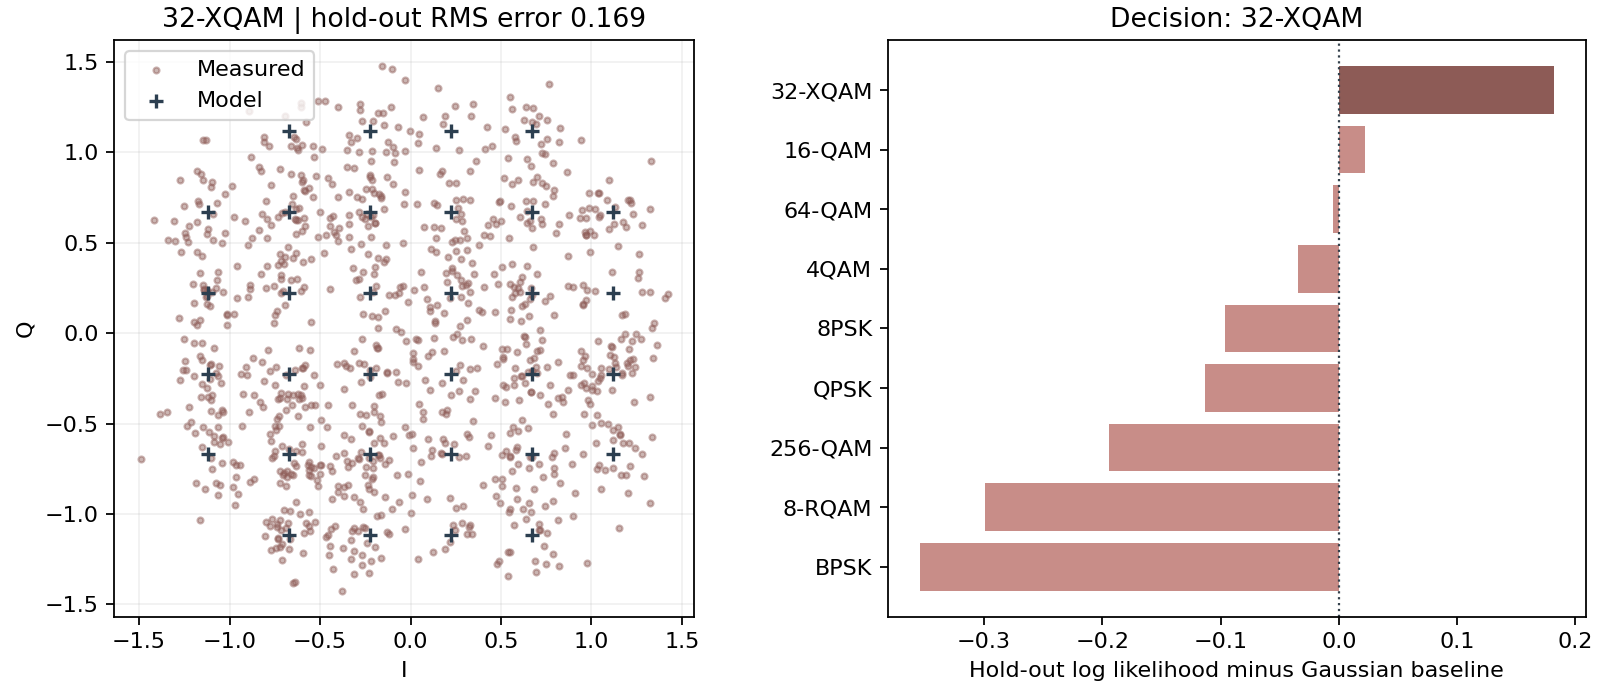 32-XQAM | hold-out RMS error 0.169
Measured
Model
1.5
1.0
0.5
0.0
−0.5
−1.0
−1.5
Q
−1.5
−1.0
−0.5
0.0
0.5
1.0
1.5
I
Decision: 32-XQAM
32-XQAM
16-QAM
64-QAM
4QAM
8PSK
QPSK
256-QAM
8-RQAM
BPSK
−0.3
−0.2
−0.1
0.0
0.1
0.2
Hold-out log likelihood minus Gaussian baseline